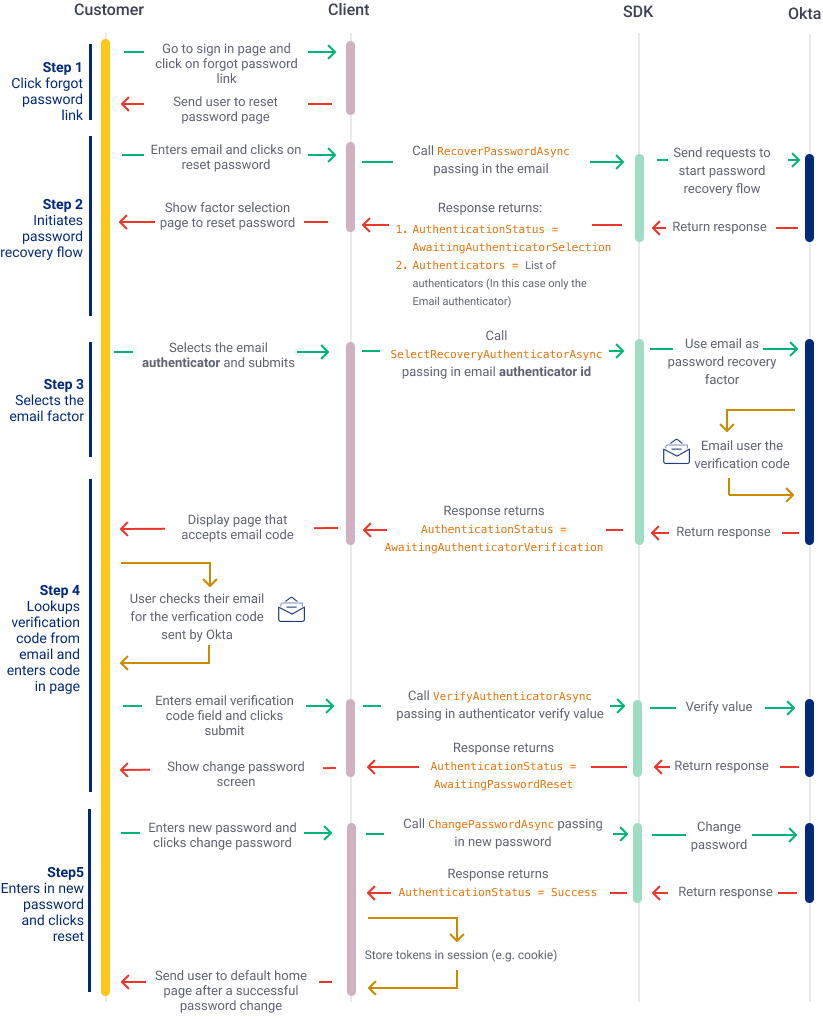 Customer
Client
SDK
Okta
Step 1
Click forgot
password
link
Go to sign in page and
click on forgot password
link
Send user to reset
password page
Step 2
Initiates
password
recovery flow
Enters email and clicks on
reset password
Call RecoverPasswordAsync
passing in the email
Send requests to
start password
recovery flow
Show factor selection
page to reset password
Response returns:
1. AuthenticationStatus =
AwaitingAuthenticatorSelection
2. Authenticators = List of
authenticators (In this case only the
Email authenticator)
Return response
Step 3
Selects the
email factor
Selects the email
authenticator and submits
Call
SelectRecoveryAuthenticatorAsync
passing in email authenticator id
Use email as
password recovery
factor
Email user the
verification code
Step 4
Lookups
verification
code from
email and
enters code
in page
Display page that
accepts email code
Response returns
AuthenticationStatus =
AwaitingAuthenticatorVerification
Return response
User checks their email
for the verfication code
sent by Okta
Enters email verification
code field and clicks
submit
Call VerifyAuthenticatorAsync
passing in authenticator verify value
Verify value
Show change password
screen
Response returns
AuthenticationStatus =
AwaitingPasswordReset
Return response
Step5
Enters in new
password
and clicks
reset
Enters new password and
clicks change password
Call ChangePasswordAsync passing
in new password
Change
password
Response returns
AuthenticationStatus = Success
Return response
Store tokens in session (e.g. cookie)
Send user to default home
page after a successful
password change